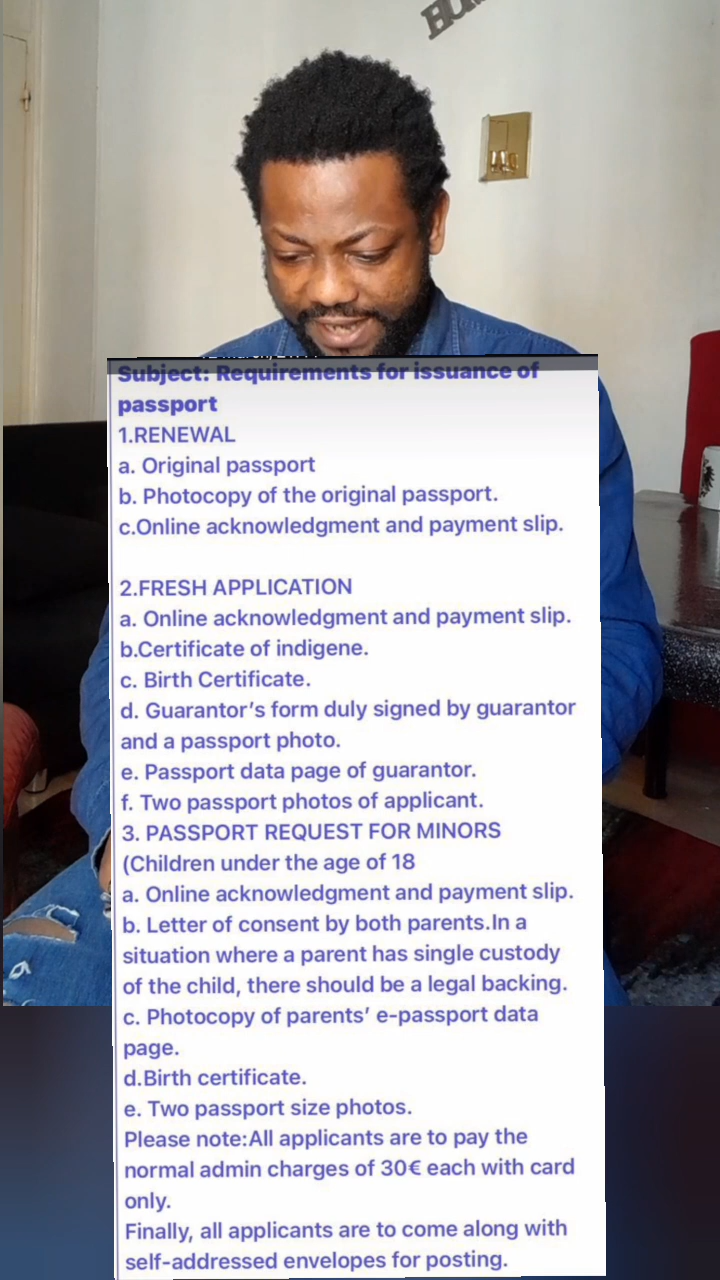 Subject: Requirements for issuance of
passport
1.RENEWAL
a. Original passport
b. Photocopy of the original passport.
c.Online acknowledgment and payment slip.
2.FRESH APPLICATION
a. Online acknowledgment and payment slip.
b.Certificate of indigene.
c. Birth Certificate.
d. Guarantor’s form duly signed by guarantor
and a passport photo.
e. Passport data page of guarantor.
f. Two passport photos of applicant.
3. PASSPORT REQUEST FOR MINORS
(Children under the age of 18
a. Online acknowledgment and payment slip.
b. Letter of consent by both parents.In a
situation where a parent has single custody
of the child, there should be a legal backing.
c. Photocopy of parents’ e-passport data
page.
d.Birth certificate.
e. Two passport size photos.
Please note:All applicants are to pay the
normal admin charges of 30€ each with card
only.
Finally, all applicants are to come along with
self-addressed envelopes for posting.